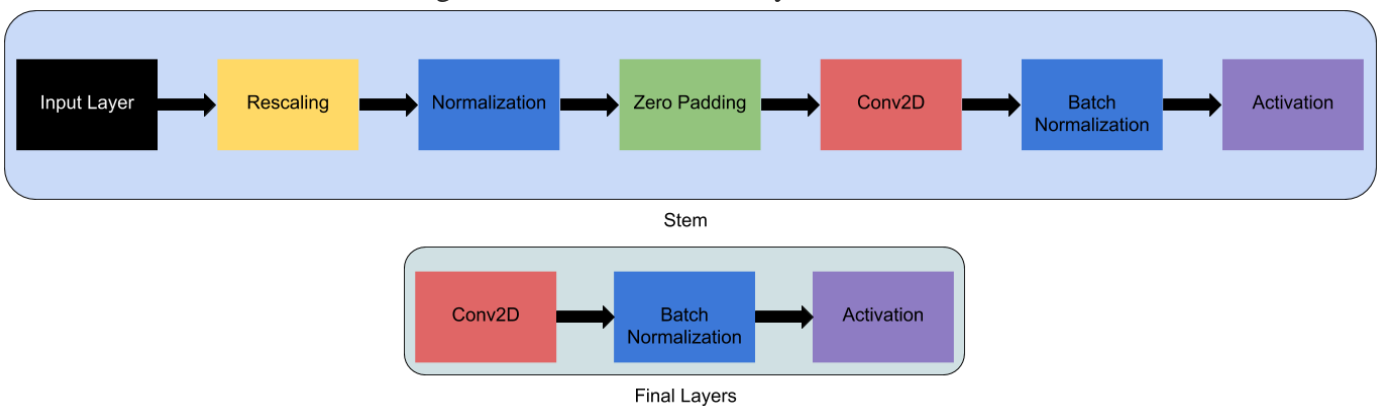 Input Layer
Rescaling
Normalization
Zero Padding
Conv2D
Batch
Normalization
Activation
Stem
Conv2D
Batch
Normalization
Activation
Final Layers